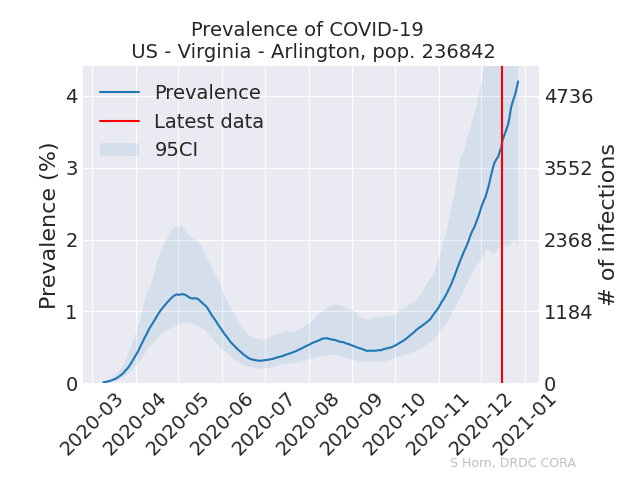 Prevalence of COVID-19
US - Virginia - Arlington, pop. 236842
Prevalence
Latest data
95CI
Prevalence (%)
4
3
2
1
0
4736
3552
2368
1184
0
# of infections
2020-03
2020-04
2020-05
2020-06
2020-07
2020-08
2020-09
2020-10
2020-11
2020-12
2021-01
S Horn, DRDC CORA